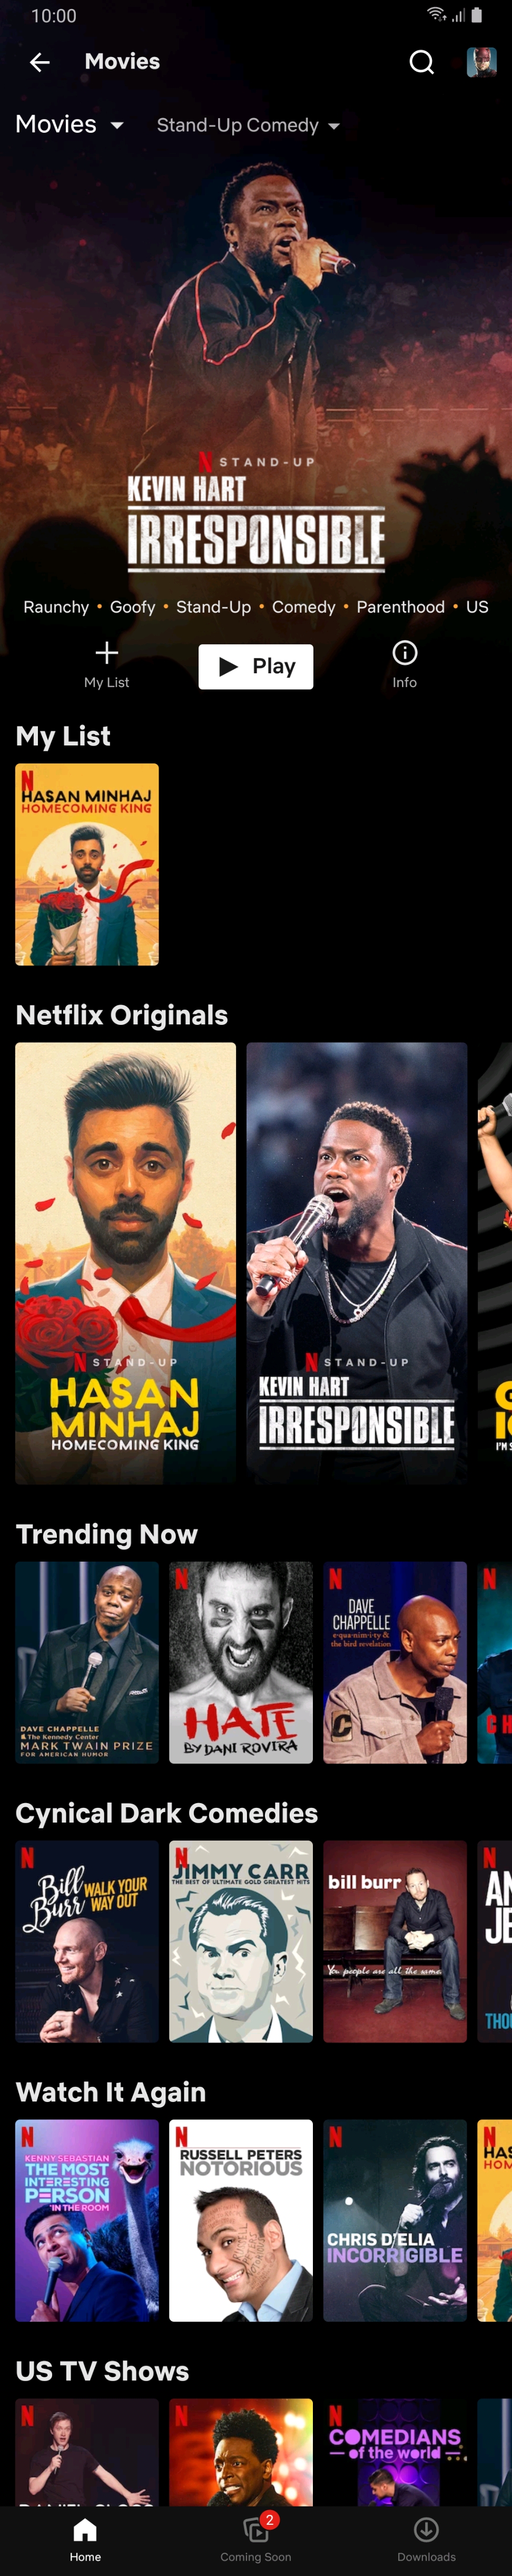 10:00
Movies
Movies
Stand-Up Comedy
N STAND-UP
KEVIN HART
IRRESPONSIBLE
Raunchy • Goofy • Stand-Up • Comedy • Parenthood • US
My List
Play
Info
My List
N
HASAN MINHAJ
HOMECOMING KING
Netflix Originals
N STAND-UP
HASAN
MINHAJ
HOMECOMING KING
N STAND-UP
KEVIN HART
IRRESPONSIBLE
G
I'M S
Trending Now
DAVE CHAPPELLE
& The Kennedy Center
MARK TWAIN PRIZE
FOR AMERICAN HUMOR
N
HATE
BY DANI ROVIRA
N
DAVE
CHAPPELLE
e·qua·nim·i·ty &
the bird revelation
C
N
CH
Cynical Dark Comedies
N
Bill
Burr
WALK YOUR
WAY OUT
N
JIMMY CARR
THE BEST OF ULTIMATE GOLD GREATEST HITS
bill burr
You people are all the same.
N
AN
JE
THOU
Watch It Again
N
KENNY SEBASTIAN
THE MOST
INTERESTING
PERSON
IN THE ROOM
N
RUSSELL PETERS
NOTORIOUS
N
CHRIS D'ELIA
INCORRIGIBLE
N
HAS
HOM
US TV Shows
N
N
N
COMEDIANS
of the world
2
Home
Coming Soon
Downloads